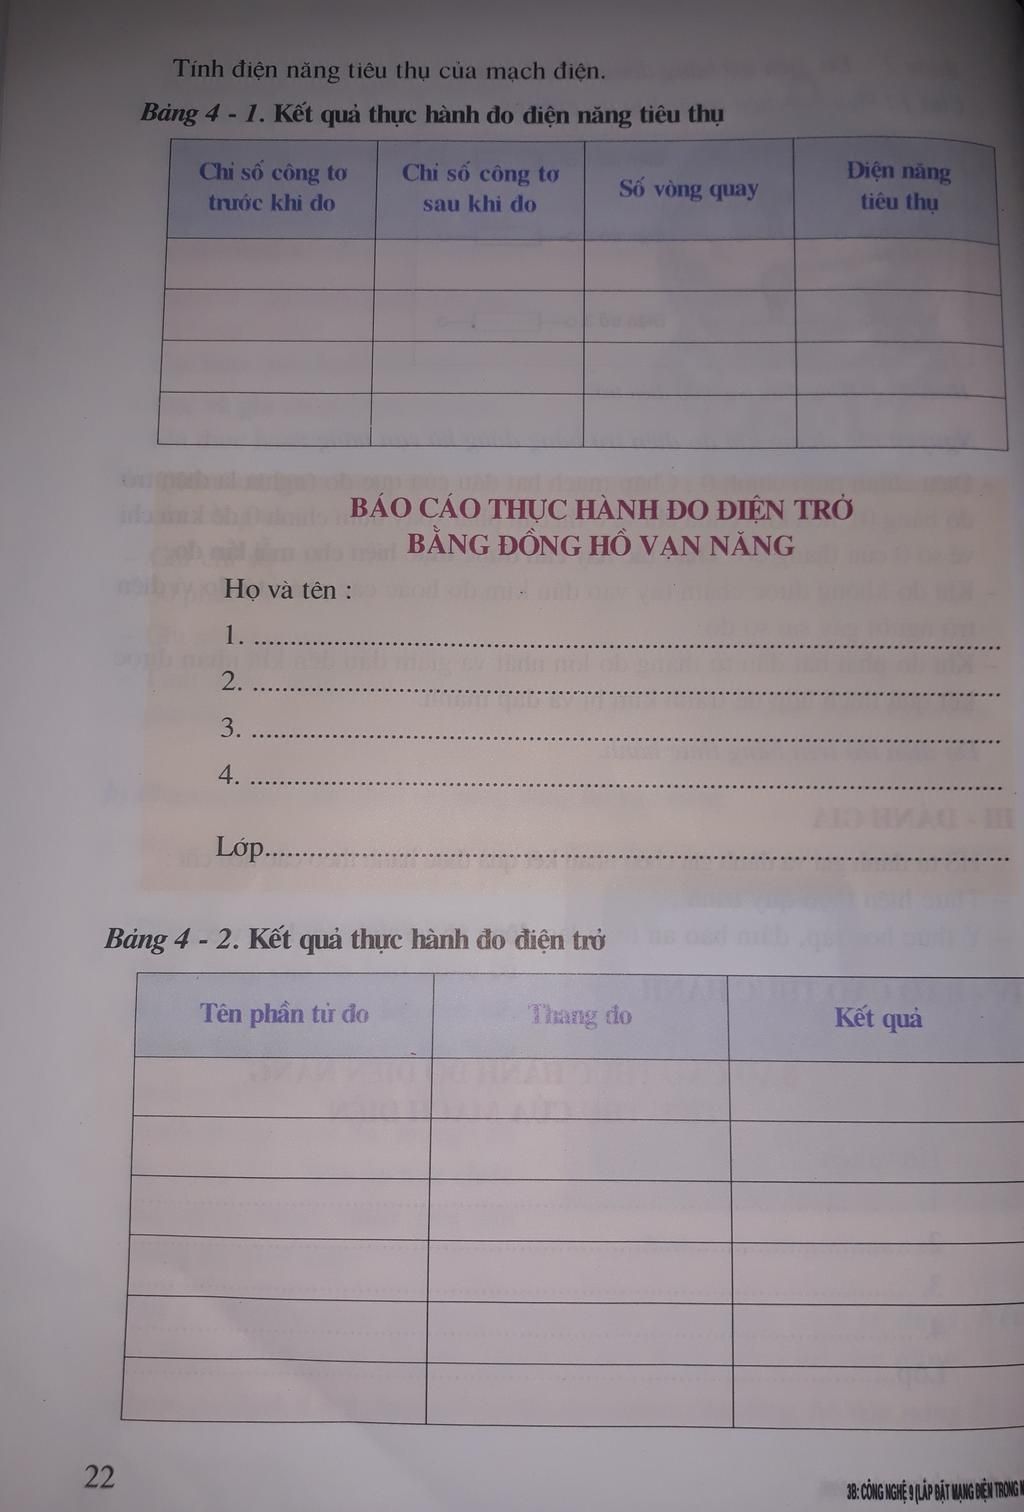 Tính điện năng tiêu thụ của mạch điện.
Bảng 4 - 1. Kết quả thực hành đo điện năng tiêu thụ
Chỉ số công tơ trước khi đo
Chỉ số công tơ sau khi đo
Số vòng quay
Điện năng tiêu thụ
BÁO CÁO THỰC HÀNH ĐO ĐIỆN TRỞ
BẰNG ĐỒNG HỒ VẠN NĂNG
Họ và tên :
1. ....................
2. ....................
3. ....................
4. ....................
Lớp....................
Bảng 4 - 2. Kết quả thực hành đo điện trở
Tên phần tử đo
Thang đo
Kết quả
22
3B: CÔNG NGHỆ 9 (LẮP ĐẶT MẠNG ĐIỆN TRONG